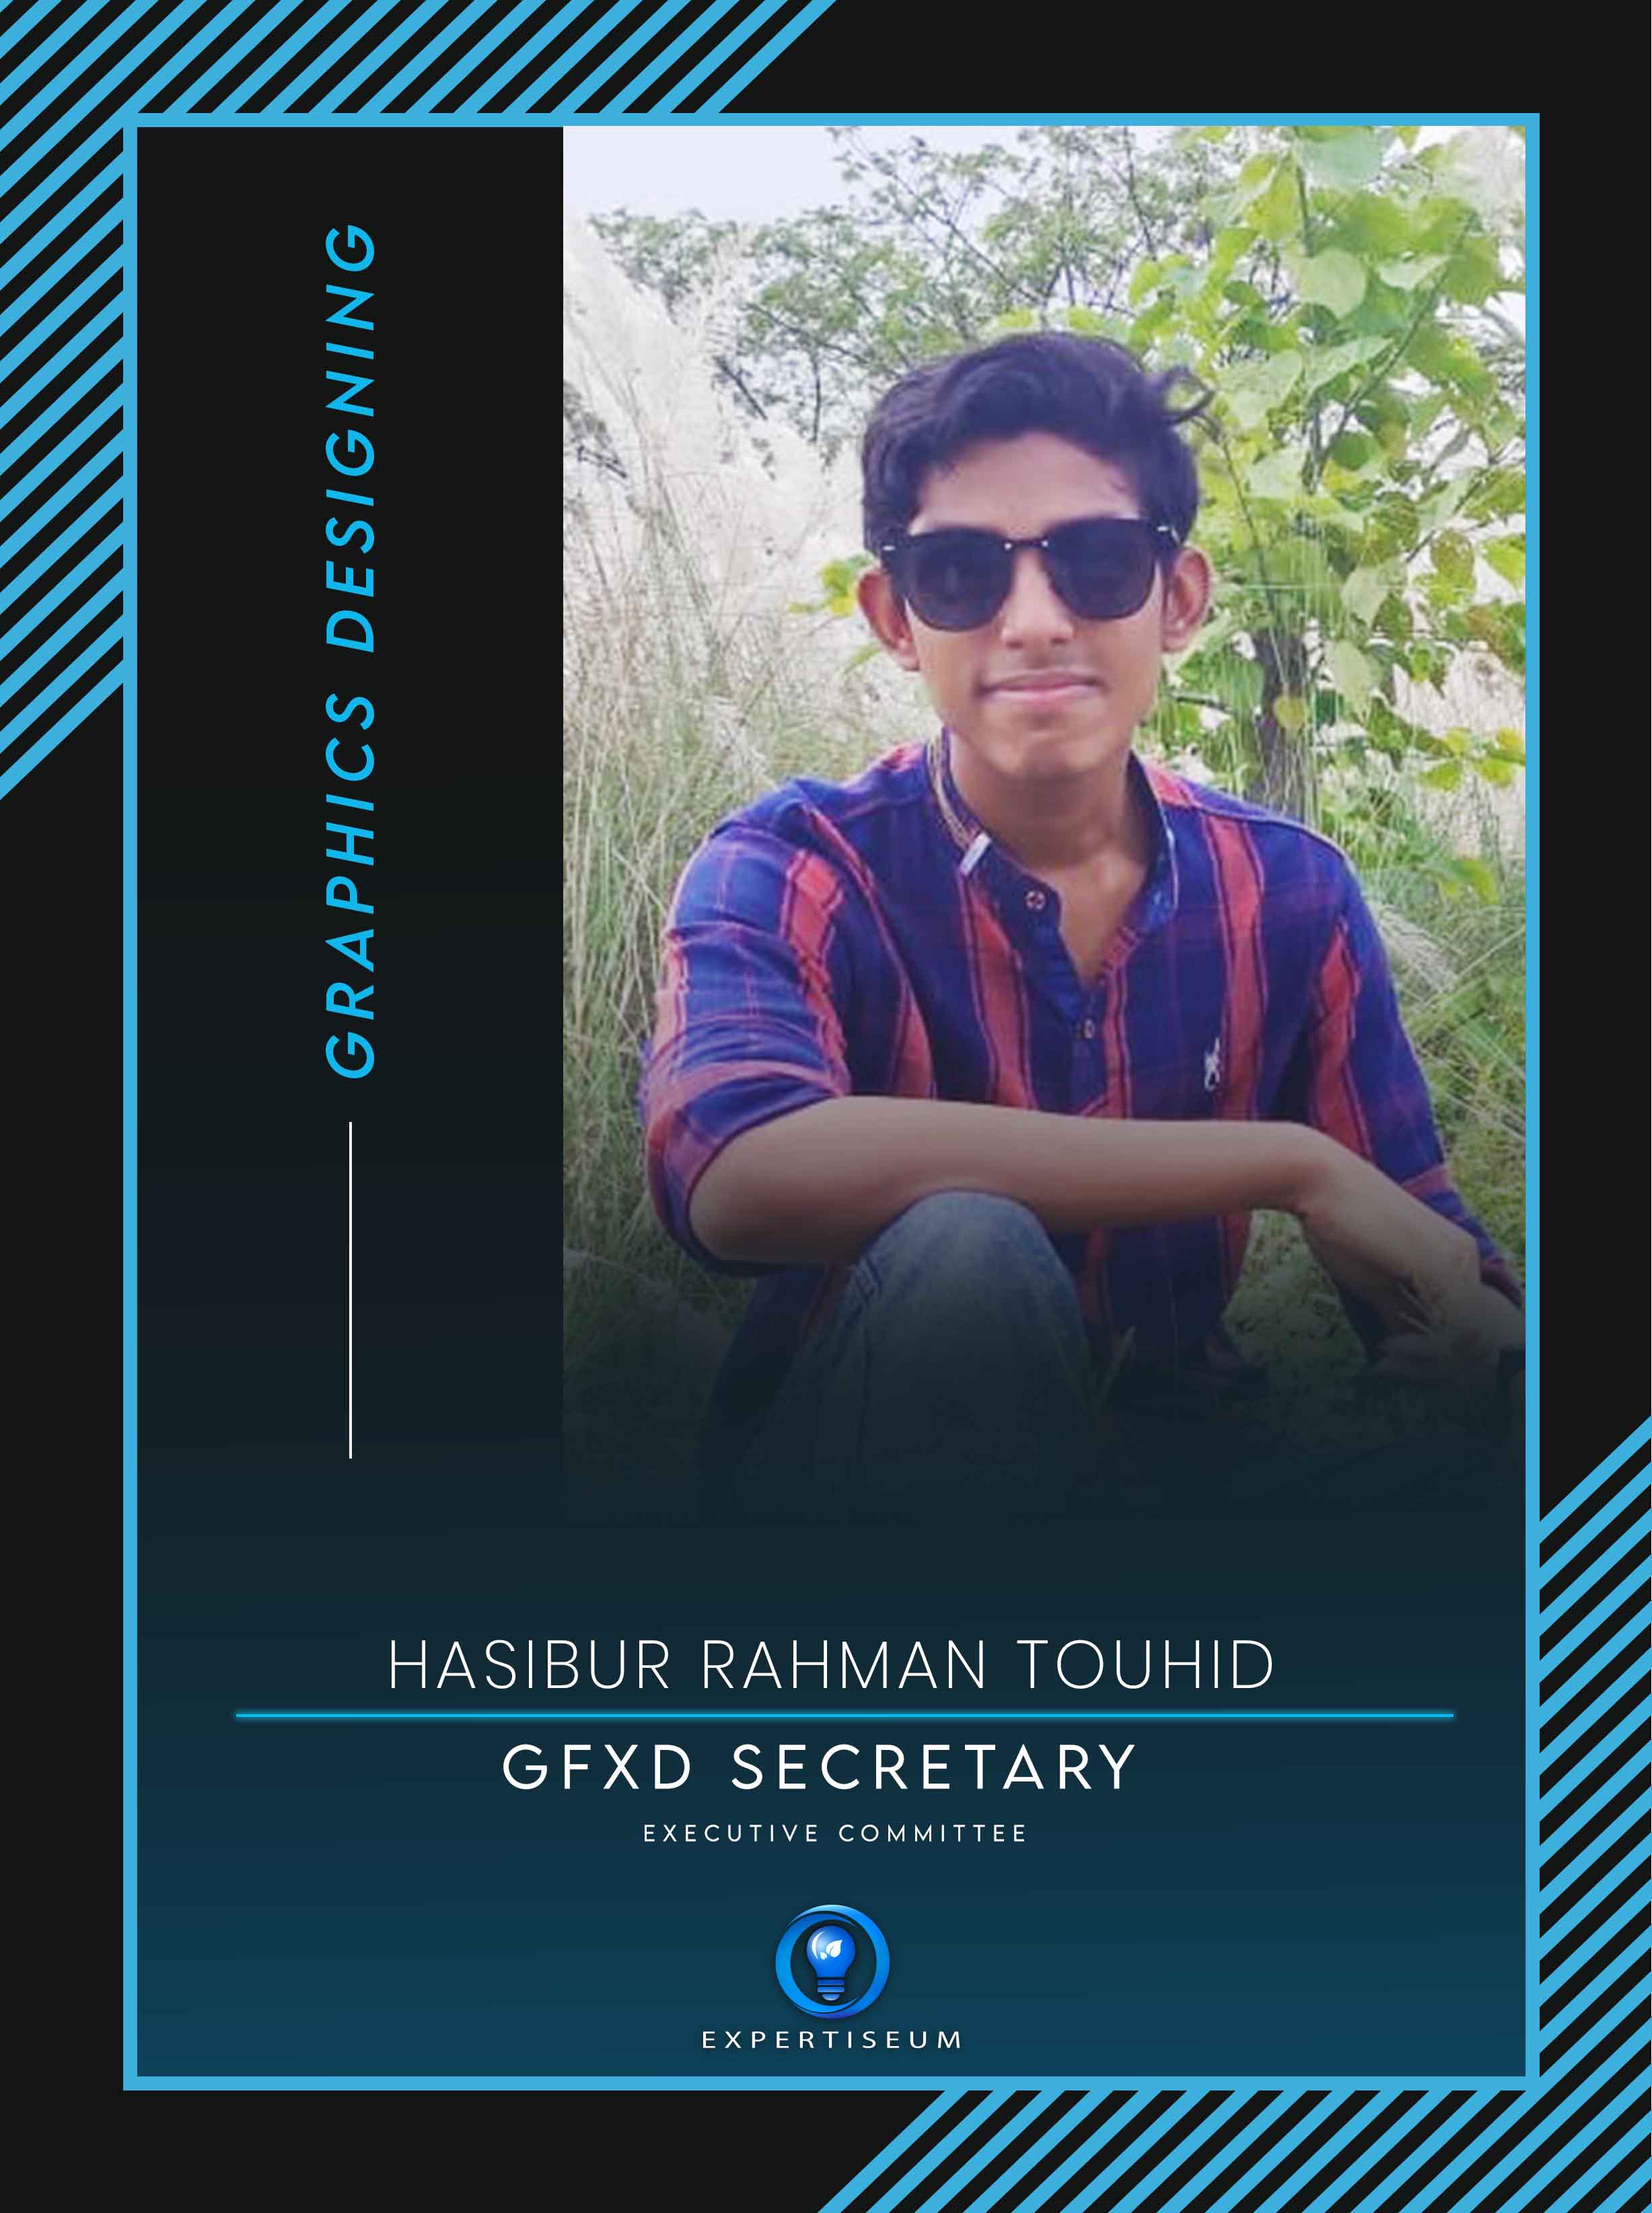 GRAPHICS DESIGNING
HASIBUR RAHMAN TOUHID
GFXD SECRETARY
EXECUTIVE COMMITTEE
EXPERTISEUM